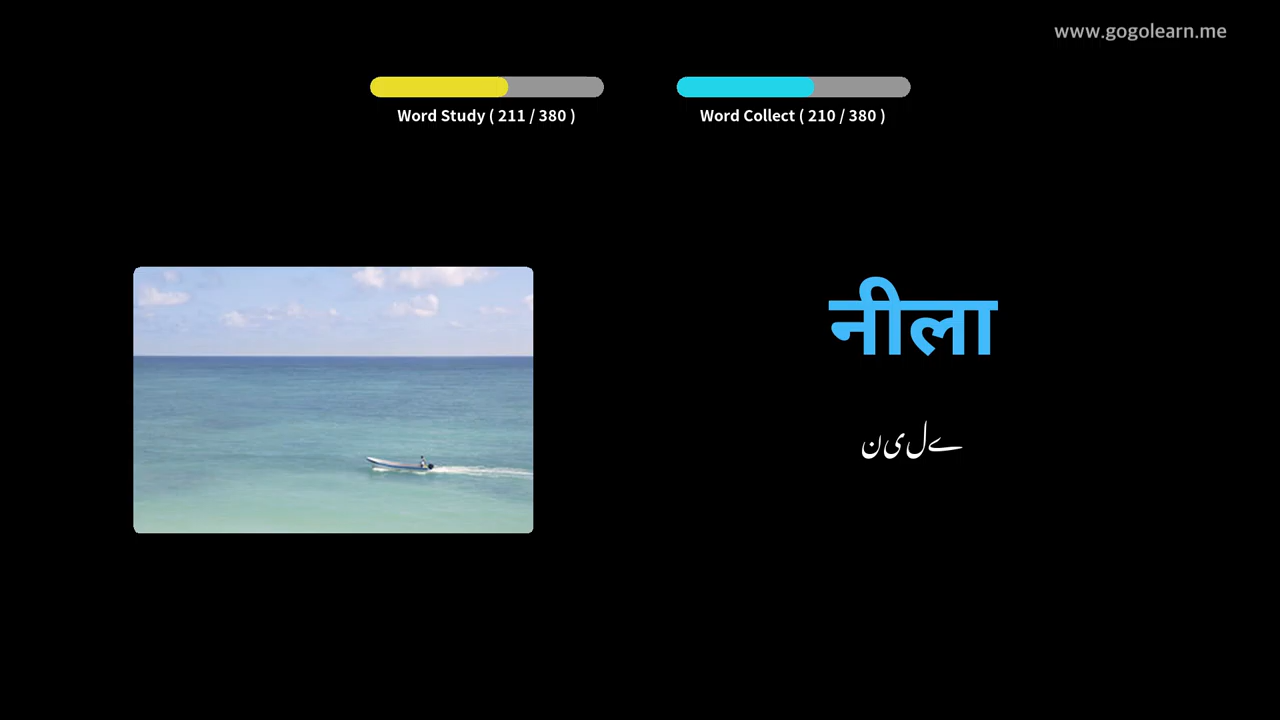 www.gogolearn.me
Word Study ( 211 / 380 )
Word Collect ( 210 / 380 )
नीला
نیلے